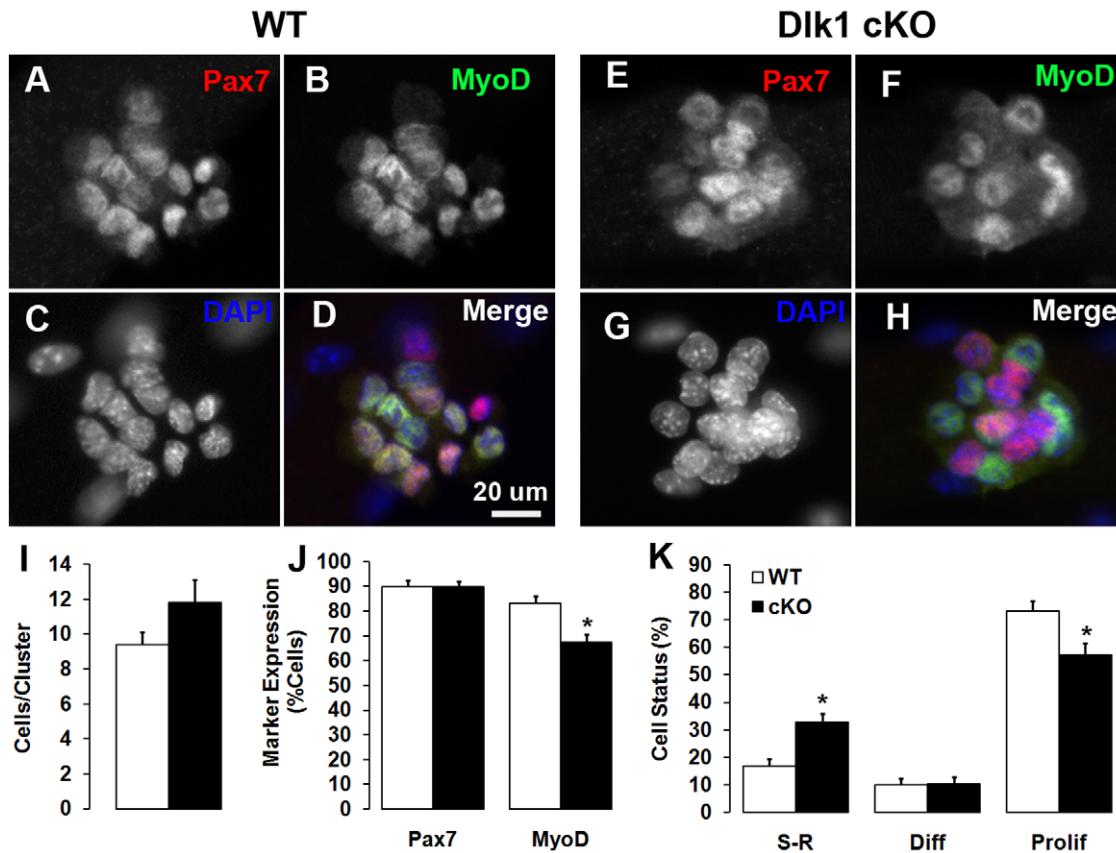 WT
Dlk1 cKO
A
Pax7
B
MyoD
E
Pax7
F
MyoD
C
DAPI
D
Merge
20 um
G
DAPI
H
Merge
I
14
12
10
8
6
4
2
0
Cells/Cluster
J
100
90
80
70
60
50
40
30
20
10
0
Marker Expression
(%Cells)
*
Pax7
MyoD
K
90
80
70
60
50
40
30
20
10
0
Cell Status (%)
WT
cKO
*
*
S-R
Diff
Prolif